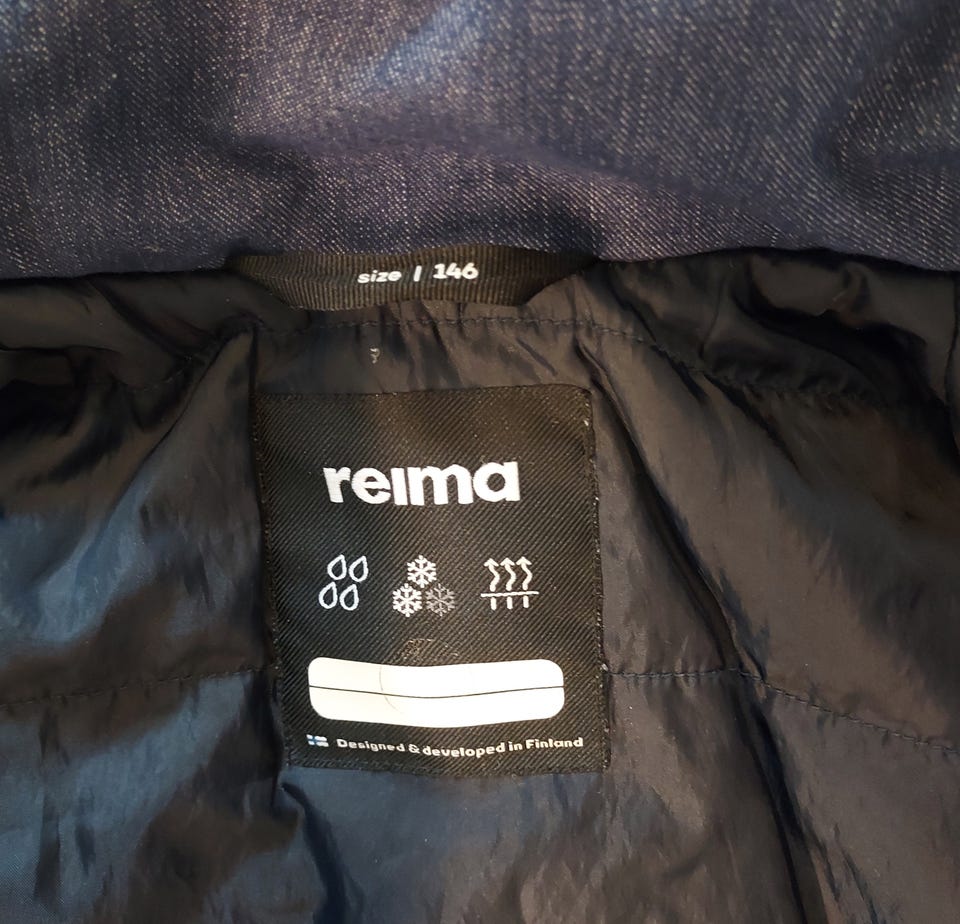 size | 146
reima
Designed & developed in Finland